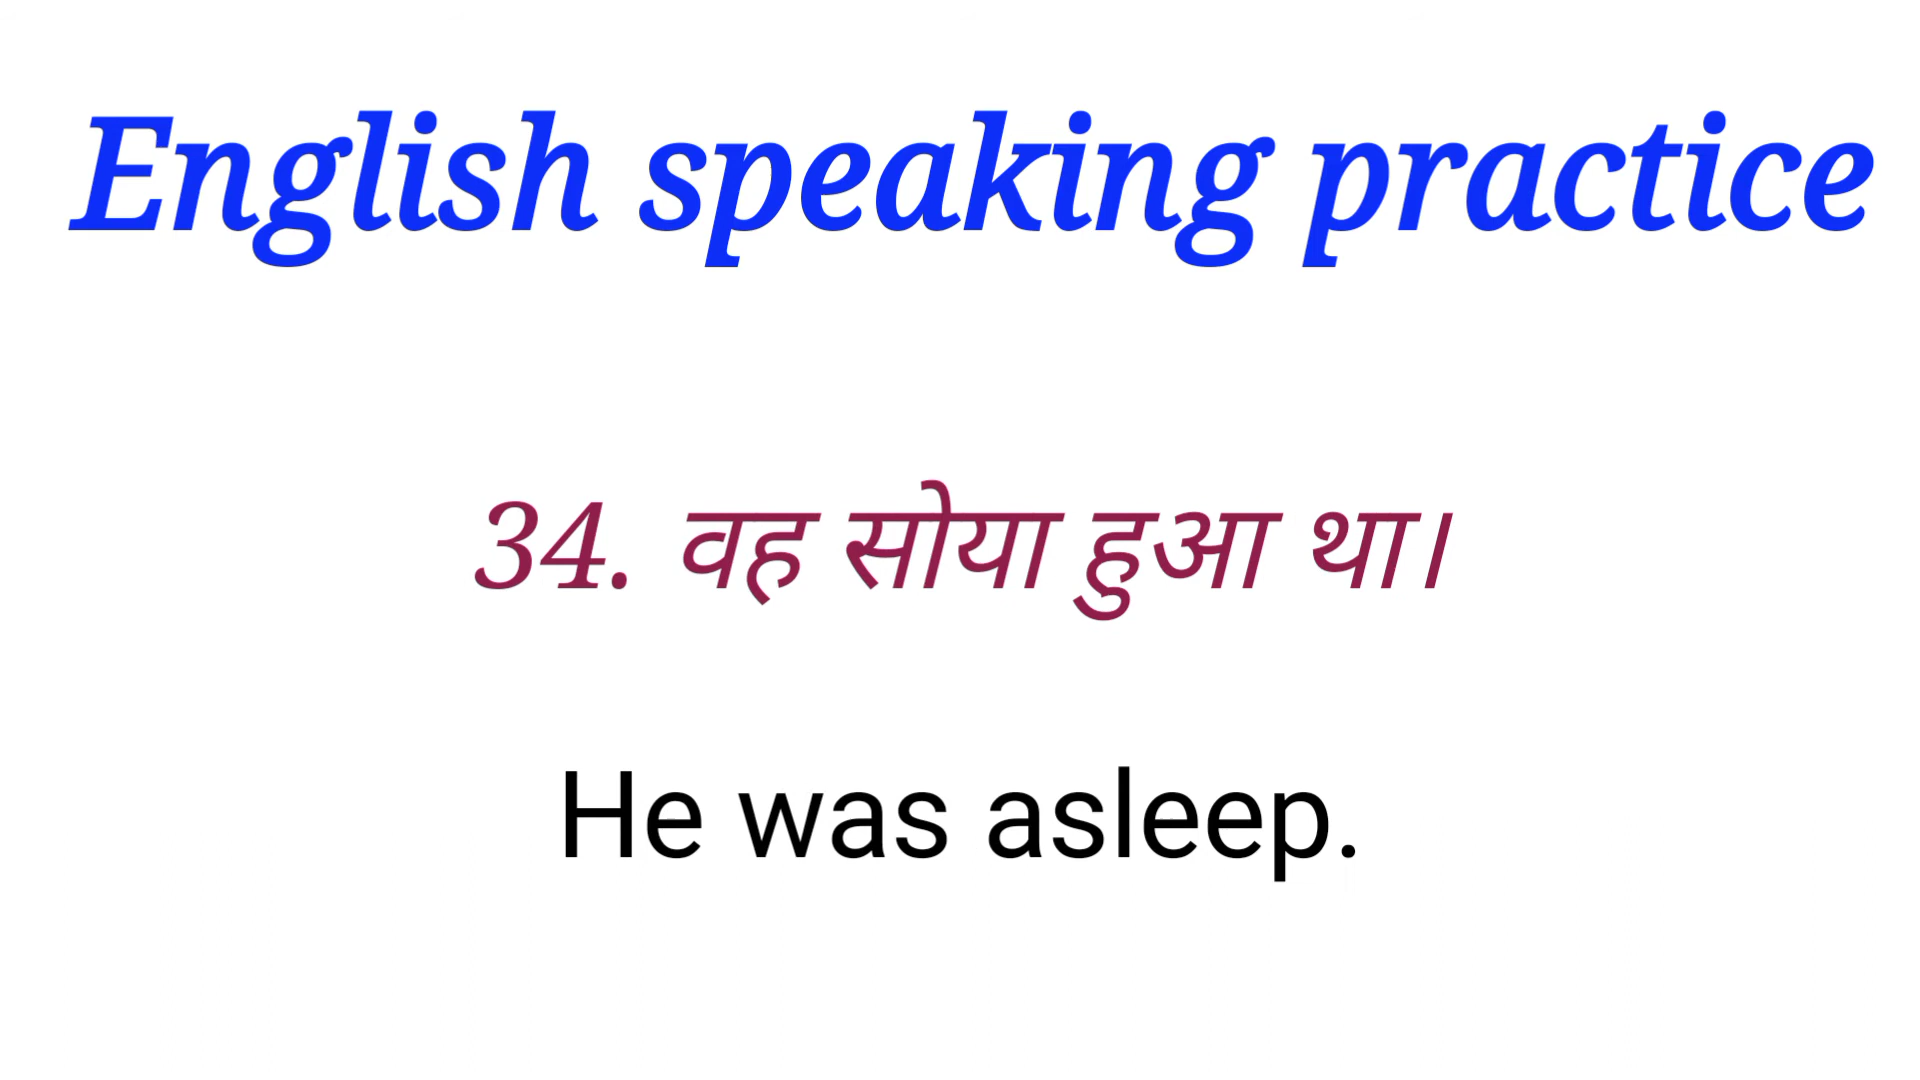 English speaking practice
34. वह सोया हुआ था।
He was asleep.